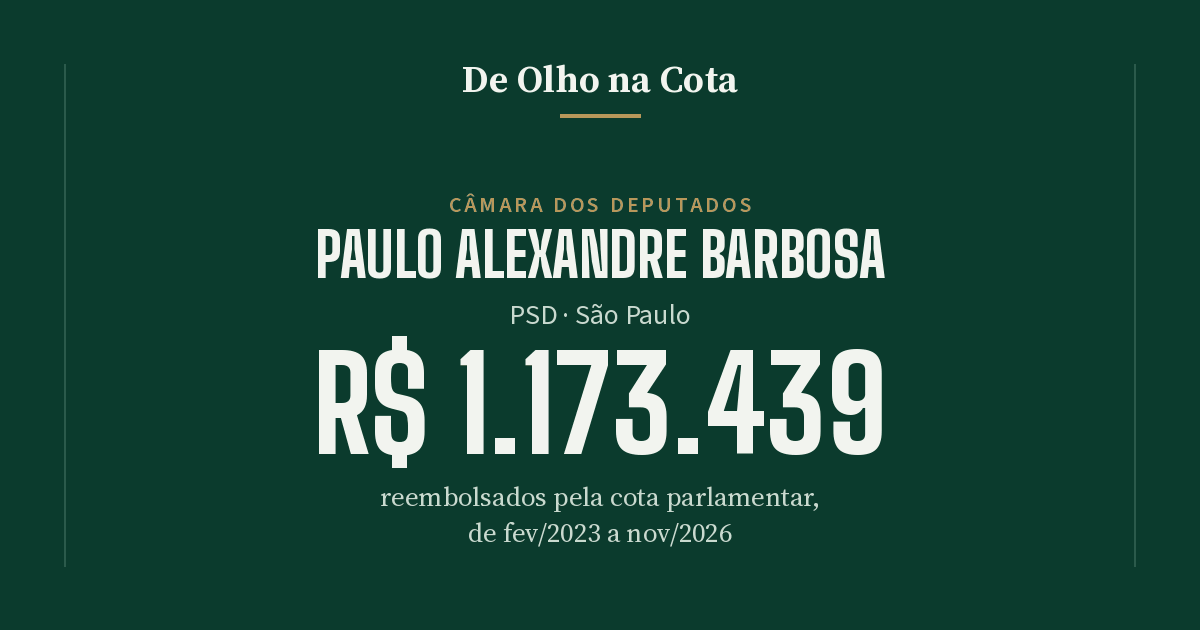 De Olho na Cota
CÂMARA DOS DEPUTADOS
PAULO ALEXANDRE BARBOSA
PSD · São Paulo
R$ 1.173.439
reembolsados pela cota parlamentar,
de fev/2023 a nov/2026